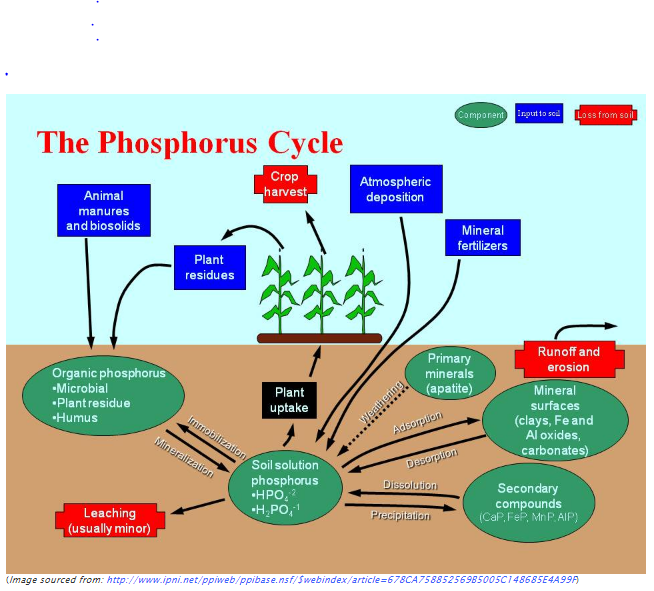 Component
Input to soil
Loss from soil
The Phosphorus Cycle
Animal
manures
and biosolids
Plant
residues
Crop
harvest
Atmospheric
deposition
Mineral
fertilizers
Runoff and
erosion
Organic phosphorus
•Microbial
•Plant residue
•Humus
Plant
uptake
Primary
minerals
(apatite)
Mineral
surfaces
(clays, Fe and
Al oxides,
carbonates)
Weathering
Adsorption
Desorption
Immobilization
Mineralization
Soil solution
phosphorus
•HPO4-2
•H2PO4-1
Dissolution
Precipitation
Secondary
compounds
(CaP, FeP, MnP, AlP)
Leaching
(usually minor)
(Image sourced from: http://www.ipni.net/ppiweb/ppibase.nsf/$webindex/article=678CA75885256985005C148685E4A99F)